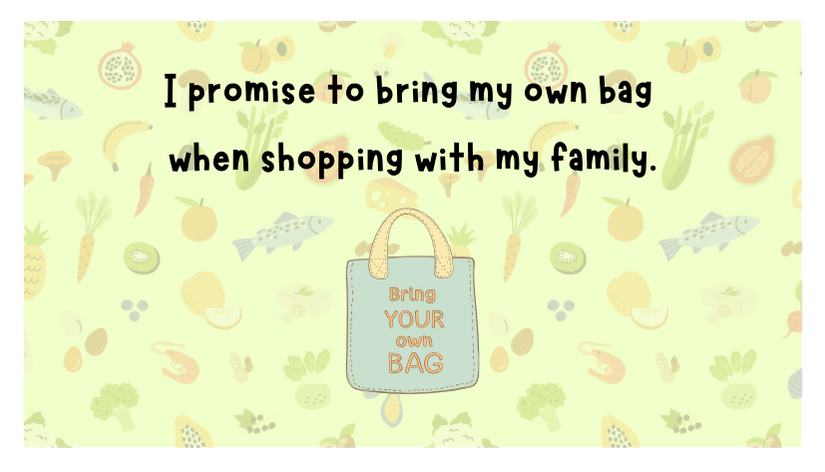 I promise to bring my own bag
when shopping with my family.
Bring
YOUR
own
BAG